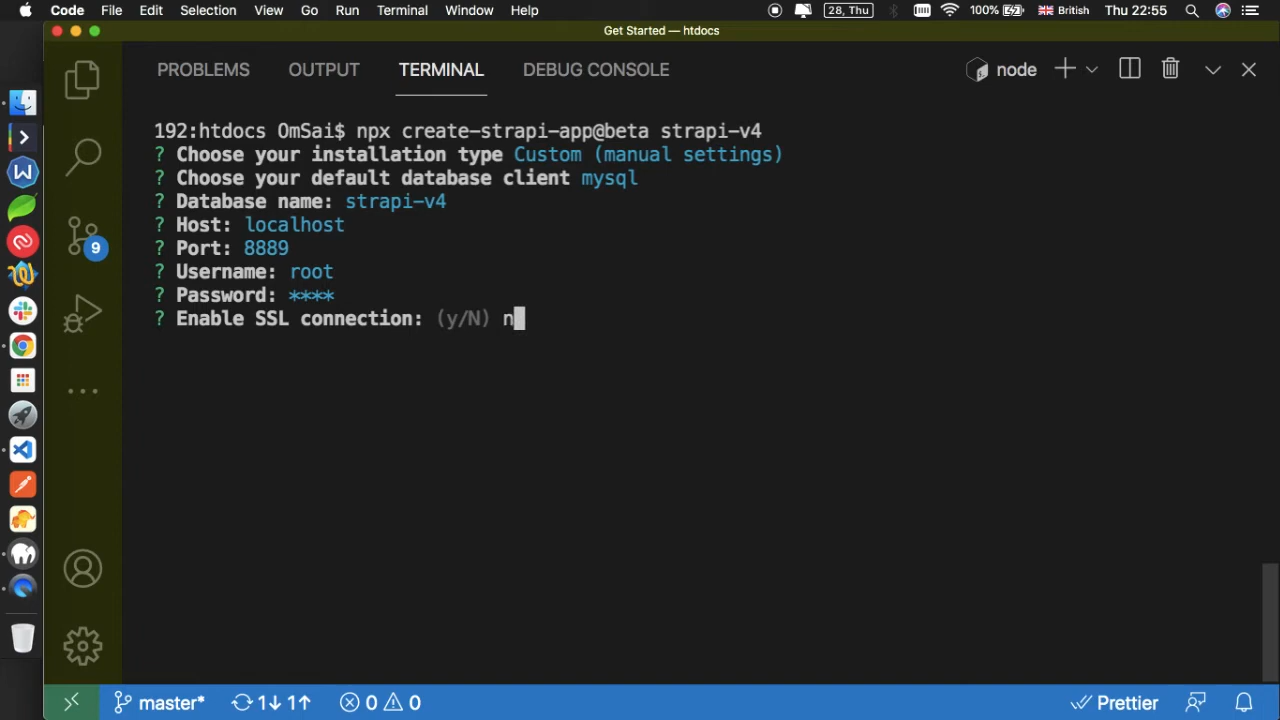 Code File Edit Selection View Go Run Terminal Window Help 28, Thu 100% British Thu 22:55
Get Started — htdocs
PROBLEMS OUTPUT TERMINAL DEBUG CONSOLE node
192:htdocs OmSai$ npx create-strapi-app@beta strapi-v4
? Choose your installation type Custom (manual settings)
? Choose your default database client mysql
? Database name: strapi-v4
? Host: localhost
? Port: 8889
? Username: root
? Password: ****
? Enable SSL connection: (y/N) n
9
master* 1↓ 1↑ 0 0 Prettier